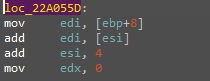 loc_22A055D:
mov edi, [ebp+8]
add edi, [esi]
add esi, 4
mov edx, 0